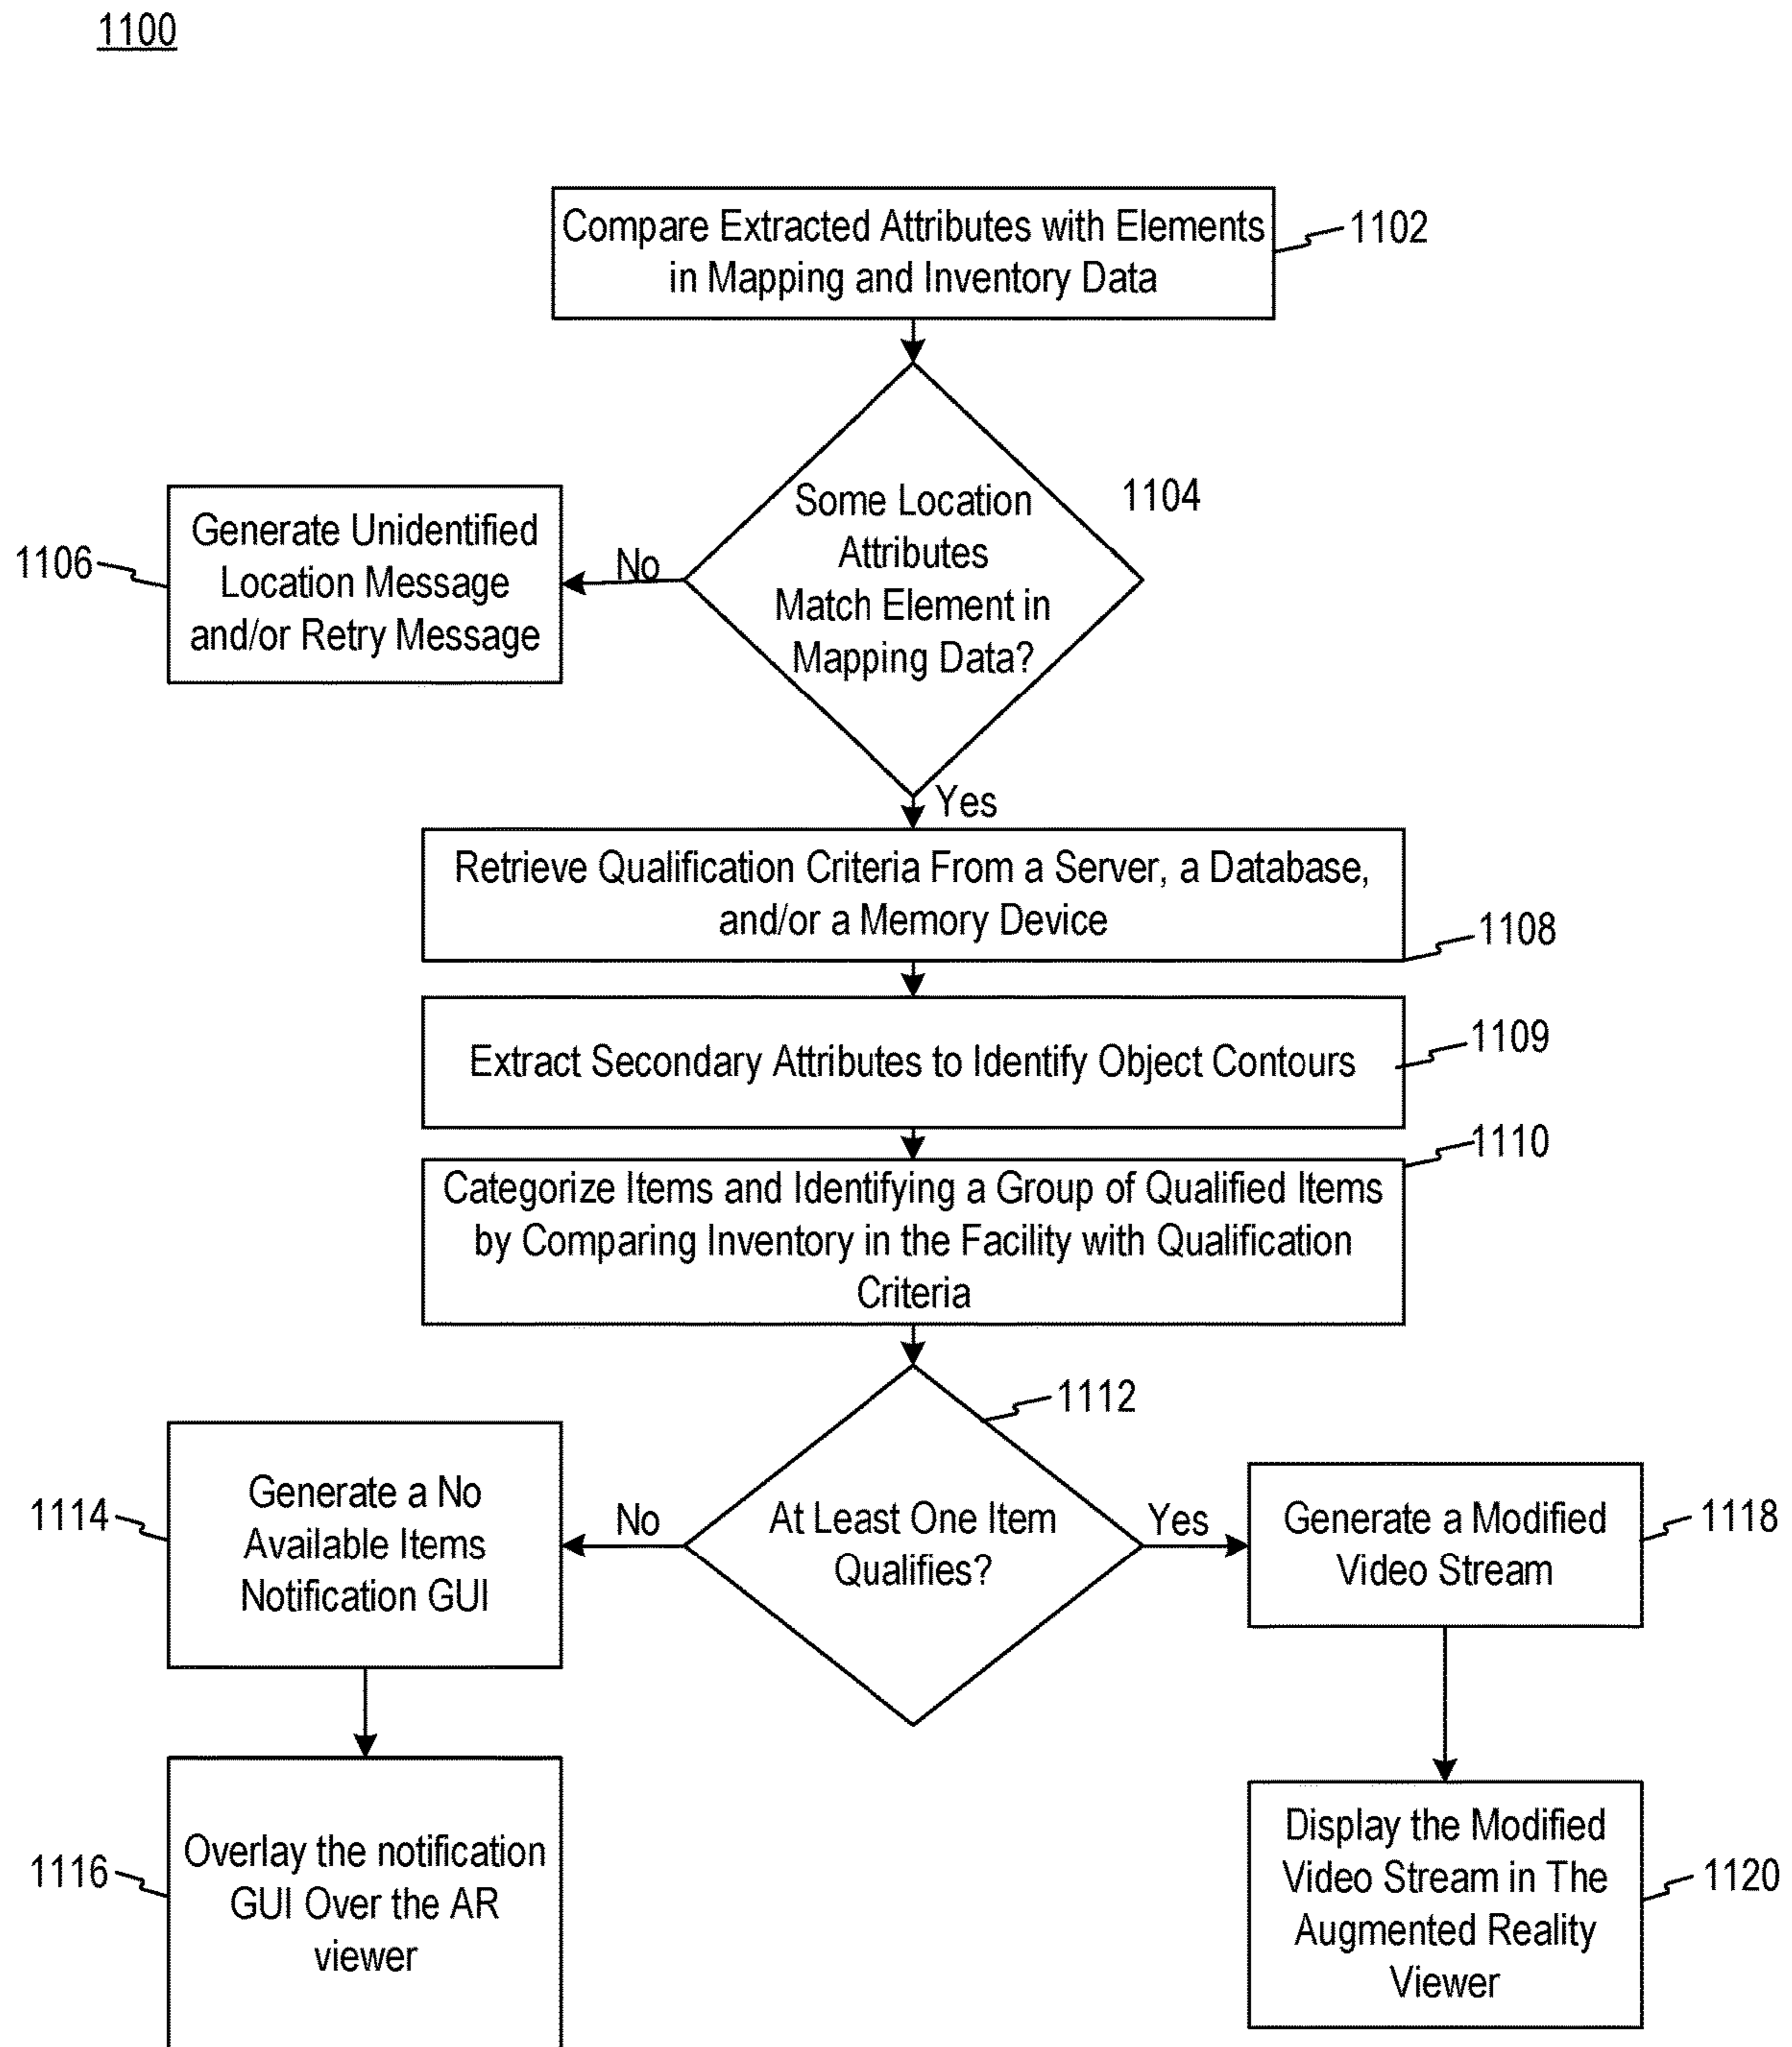 1100
Compare Extracted Attributes with Elements
in Mapping and Inventory Data
1102
Some Location
Attributes
Match Element in
Mapping Data?
1104
No
Generate Unidentified
Location Message
and/or Retry Message
1106
Yes
Retrieve Qualification Criteria From a Server, a Database,
and/or a Memory Device
1108
Extract Secondary Attributes to Identify Object Contours
1109
Categorize Items and Identifying a Group of Qualified Items
by Comparing Inventory in the Facility with Qualification
Criteria
1110
At Least One Item
Qualifies?
1112
No
Generate a No
Available Items
Notification GUI
1114
Yes
Generate a Modified
Video Stream
1118
Overlay the notification
GUI Over the AR
viewer
1116
Display the Modified
Video Stream in The
Augmented Reality
Viewer
1120